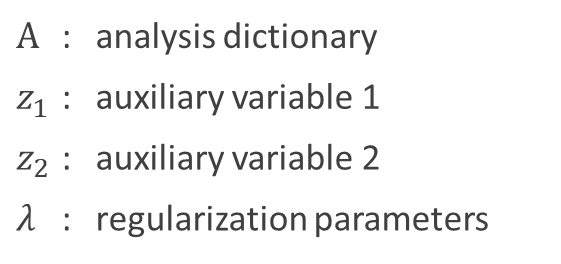 A : analysis dictionary
z₁ : auxiliary variable 1
z₂ : auxiliary variable 2
λ : regularization parameters